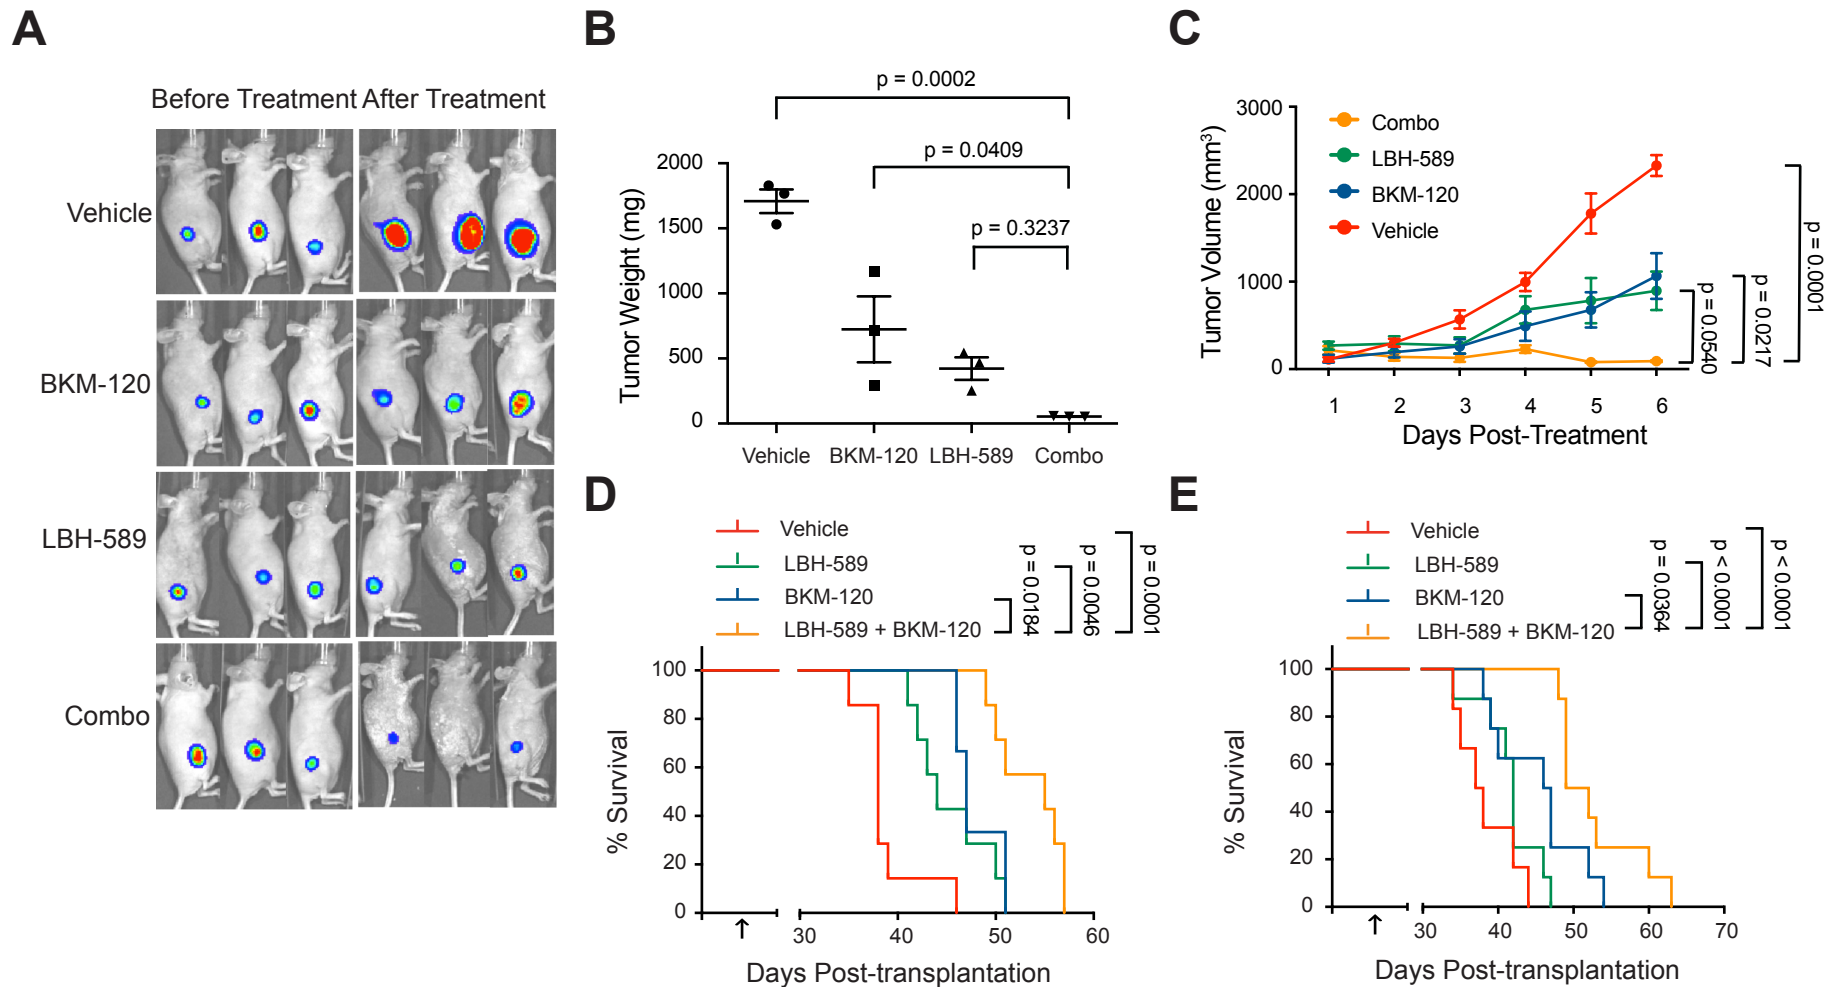 A
Before Treatment After Treatment
Vehicle
BKM-120
LBH-589
Combo
B
p = 0.0002
p = 0.0409
p = 0.3237
Tumor Weight (mg)
2000
1500
1000
500
0
Vehicle BKM-120 LBH-589 Combo
C
Tumor Volume (mm³)
3000
2000
1000
0
Combo
LBH-589
BKM-120
Vehicle
p = 0.0540
p = 0.0217
p = 0.0001
1 2 3 4 5 6
Days Post-Treatment
D
Vehicle
LBH-589
BKM-120
LBH-589 + BKM-120
p = 0.0184
p = 0.0046
p = 0.0001
% Survival
100
80
60
40
20
0
↑
30 40 50 60
Days Post-transplantation
E
Vehicle
LBH-589
BKM-120
LBH-589 + BKM-120
p = 0.0364
p < 0.0001
p < 0.0001
% Survival
100
80
60
40
20
0
↑
30 40 50 60 70
Days Post-transplantation